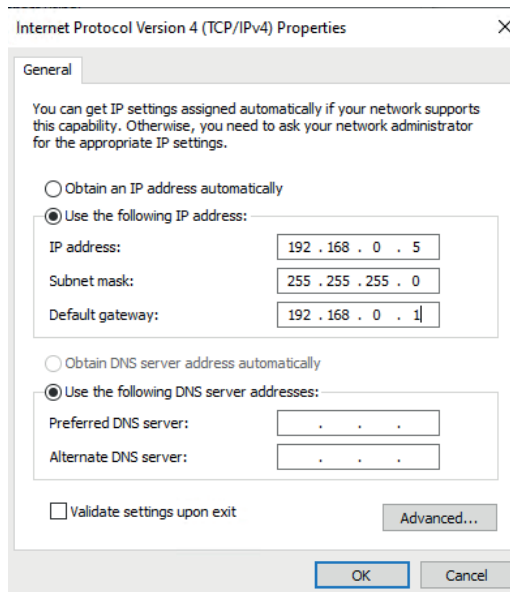 Internet Protocol Version 4 (TCP/IPv4) Properties
General
You can get IP settings assigned automatically if your network supports
this capability. Otherwise, you need to ask your network administrator
for the appropriate IP settings.
Obtain an IP address automatically
Use the following IP address:
IP address: 192 . 168 . 0 . 5
Subnet mask: 255 . 255 . 255 . 0
Default gateway: 192 . 168 . 0 . 1
Obtain DNS server address automatically
Use the following DNS server addresses:
Preferred DNS server: . . .
Alternate DNS server: . . .
Validate settings upon exit
Advanced...
OK Cancel